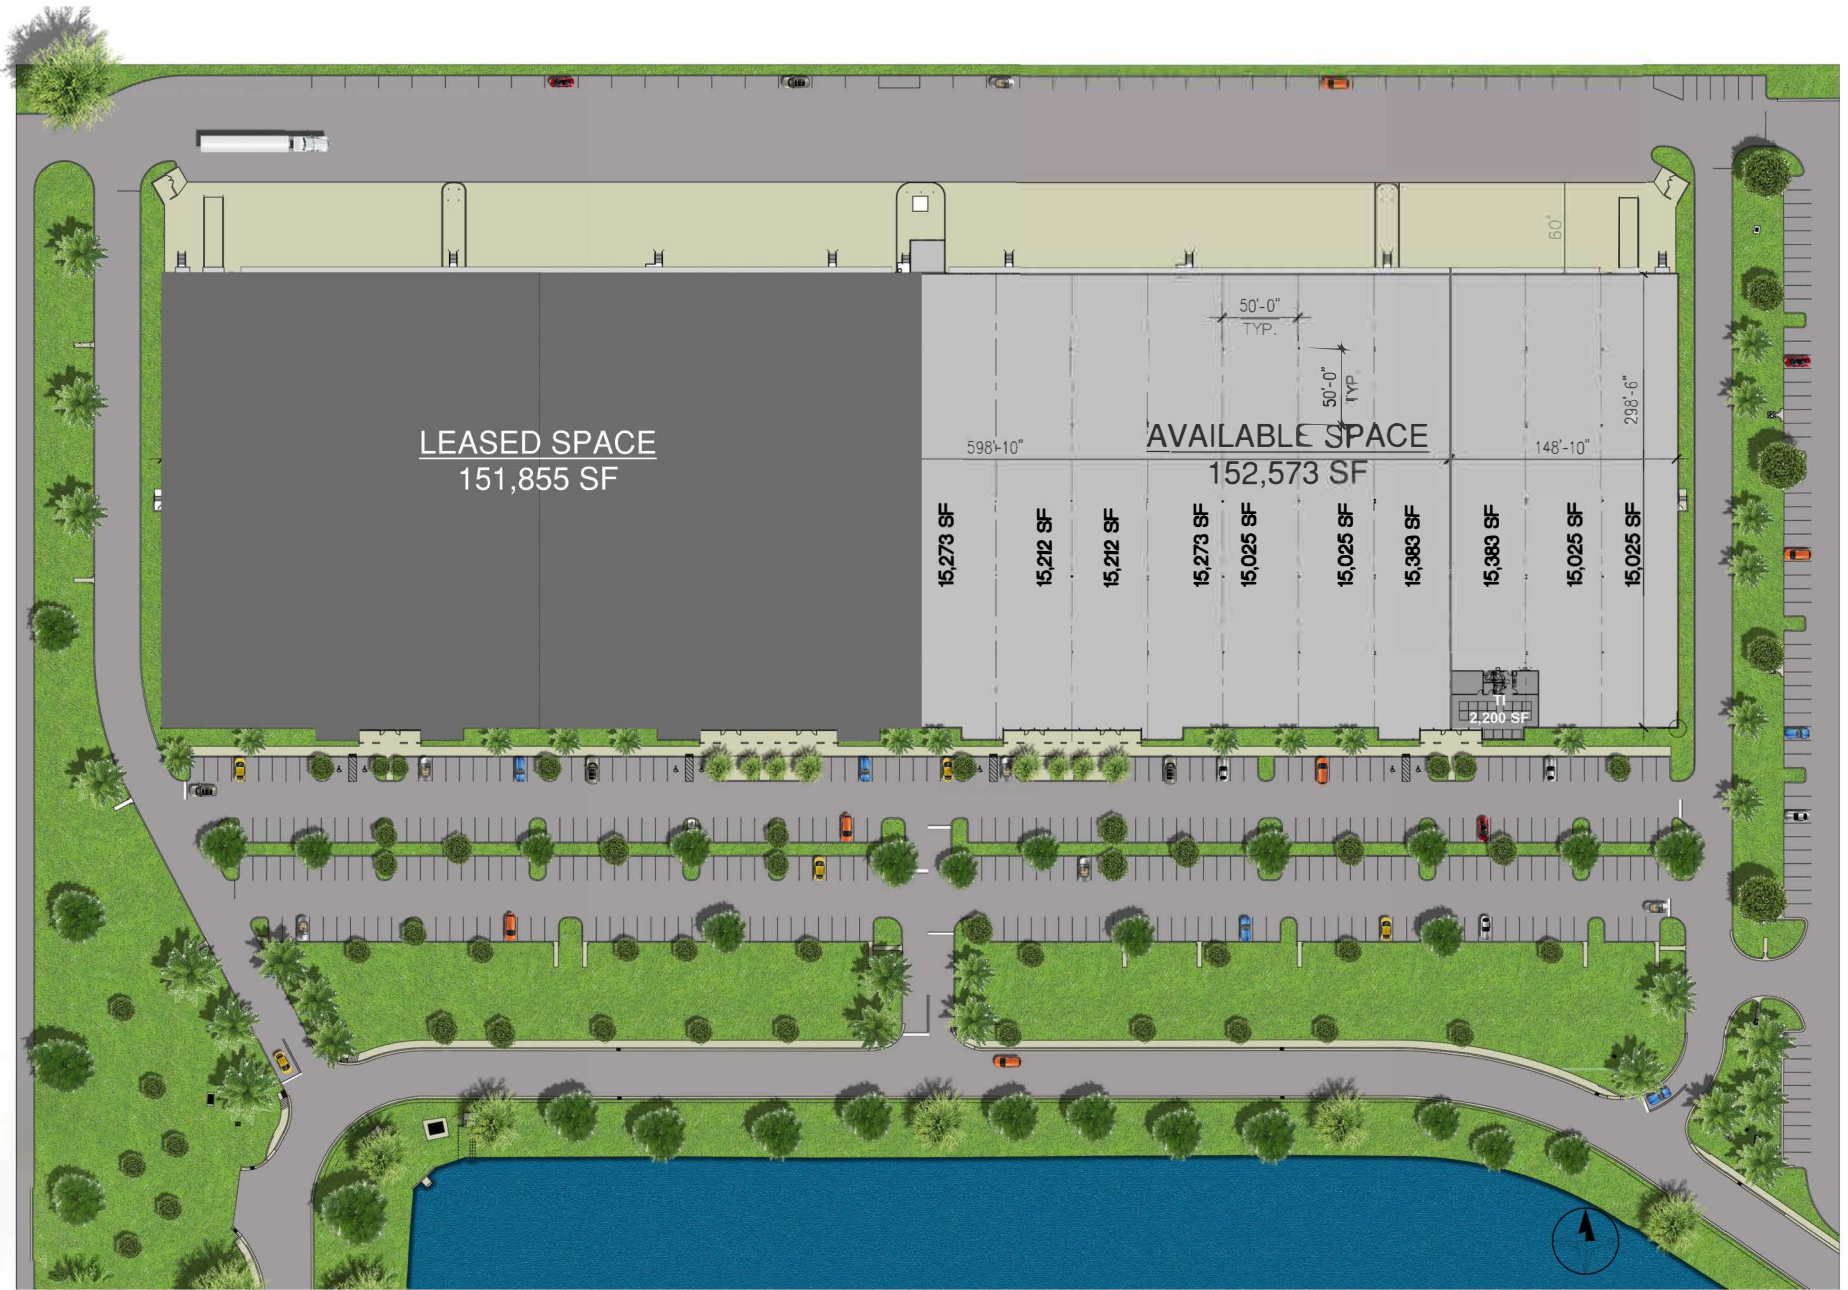 60'
50'-0"
TYP.
50'-0"
TYP.
298'-6"
LEASED SPACE
151,855 SF
AVAILABLE SPACE
152,573 SF
598'-10"
148'-10"
15,273 SF
15,212 SF
15,212 SF
15,273 SF
15,025 SF
15,025 SF
15,383 SF
15,383 SF
15,025 SF
15,025 SF
TI
2,200 SF